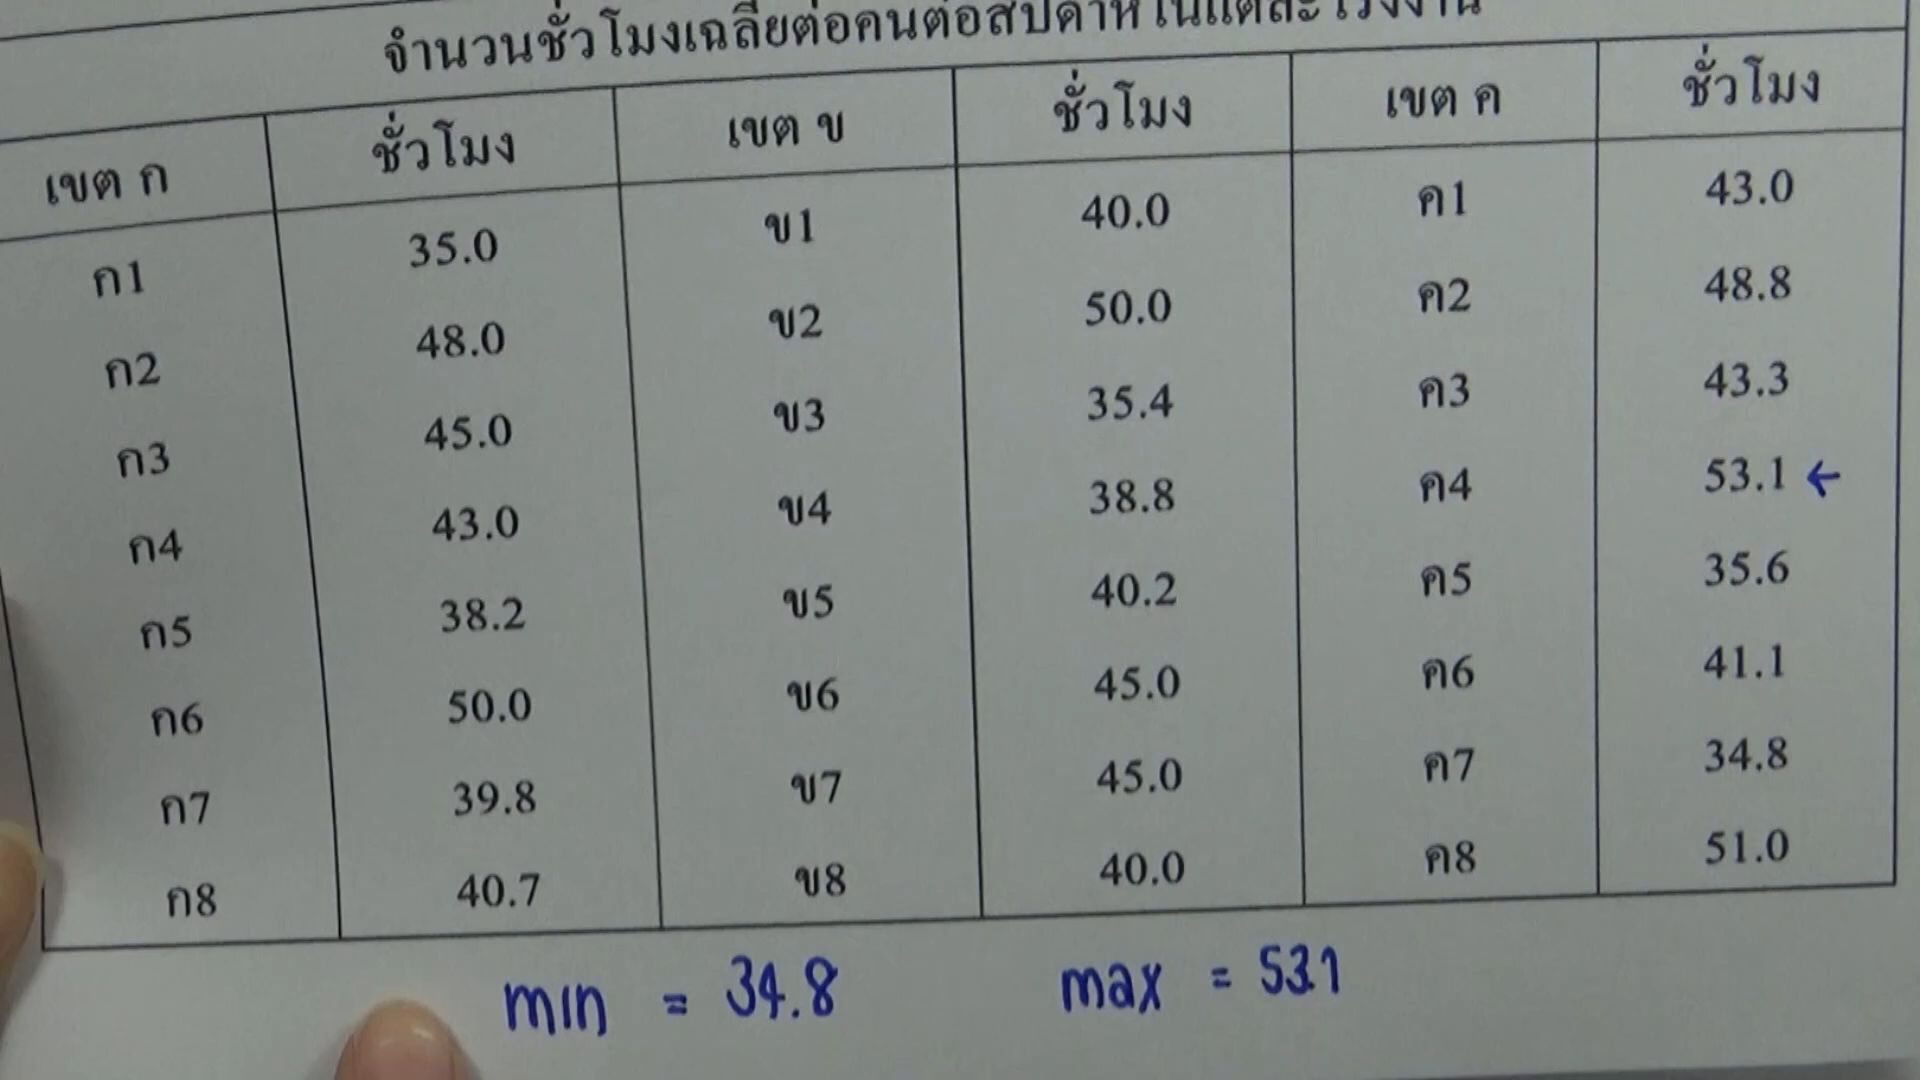 จำนวนชั่วโมงเฉลี่ยต่อคนต่อสัปดาห์ในแต่ละโรงงาน
เขต ก ชั่วโมง เขต ข ชั่วโมง เขต ค ชั่วโมง
ก1 35.0 ข1 40.0 ค1 43.0
ก2 48.0 ข2 50.0 ค2 48.8
ก3 45.0 ข3 35.4 ค3 43.3
ก4 43.0 ข4 38.8 ค4 53.1 ←
ก5 38.2 ข5 40.2 ค5 35.6
ก6 50.0 ข6 45.0 ค6 41.1
ก7 39.8 ข7 45.0 ค7 34.8
ก8 40.7 ข8 40.0 ค8 51.0
min = 34.8 max = 53.1